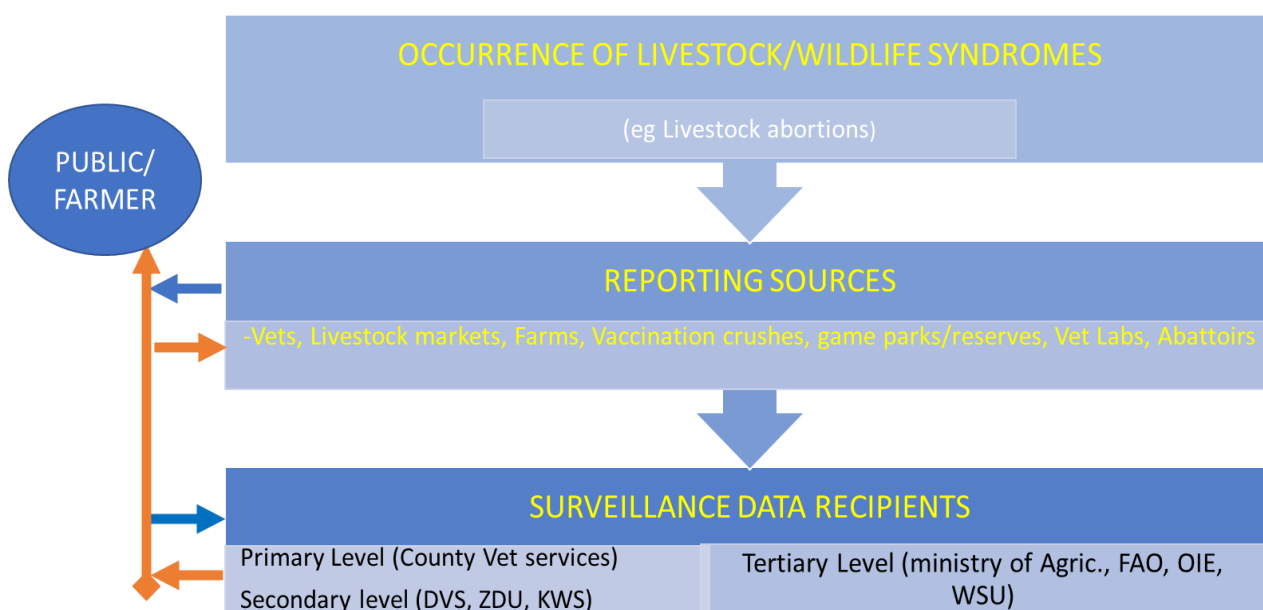 OCCURRENCE OF LIVESTOCK/WILDLIFE SYNDROMES
(eg Livestock abortions)
PUBLIC/
FARMER
REPORTING SOURCES
-Vets, Livestock markets, Farms, Vaccination crushes, game parks/reserves, Vet Labs, Abattoirs
SURVEILLANCE DATA RECIPIENTS
Primary Level (County Vet services)
Secondary level (DVS, ZDU, KWS)
Tertiary Level (ministry of Agric., FAO, OIE,
WSU)